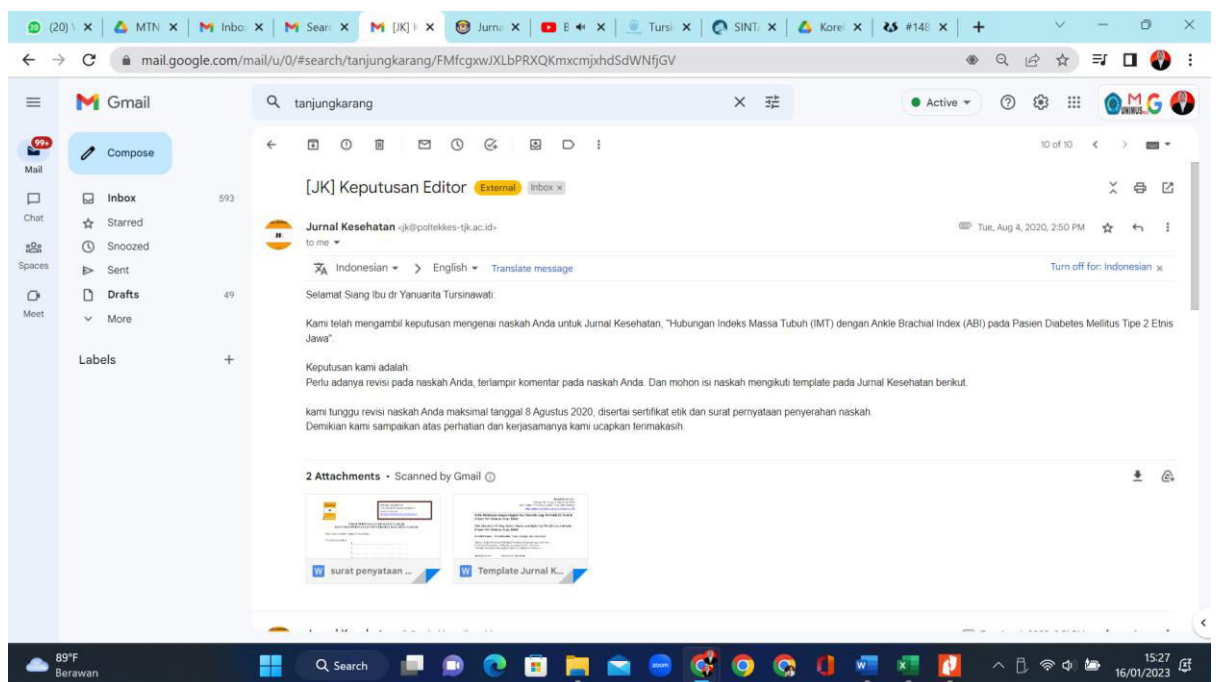 (20) \
MTN
Inbo
Sear
[JK] K
Jurna
B
Tursi
SINT
Korel
#148
mail.google.com/mail/u/0/#search/tanjungkarang/FMfcgxwJXLbPRXQKmxcmjxhdSdWNfjGV
Gmail
tanjungkarang
Active
UNIMUS
99+
Mail
Chat
Spaces
Meet
Compose
Inbox 593
Starred
Snoozed
Sent
Drafts 49
More
Labels
10 of 10
[JK] Keputusan Editor External Inbox x
Jurnal Kesehatan <jk@poltekkes-tjk.ac.id>
Tue, Aug 4, 2020, 2:50 PM
to me
Indonesian > English Translate message
Turn off for: Indonesian x
Selamat Siang Ibu dr Yanuarita Tursinawati:
Kami telah mengambil keputusan mengenai naskah Anda untuk Jurnal Kesehatan, "Hubungan Indeks Massa Tubuh (IMT) dengan Ankle Brachial Index (ABI) pada Pasien Diabetes Mellitus Tipe 2 Etnis
Jawa".
Keputusan kami adalah:
Perlu adanya revisi pada naskah Anda, terlampir komentar pada naskah Anda. Dan mohon isi naskah mengikuti template pada Jurnal Kesehatan berikut.
kami tunggu revisi naskah Anda maksimal tanggal 8 Agustus 2020, disertai sertifikat etik dan surat pernyataan penyerahan naskah.
Demikian kami sampaikan atas perhatian dan kerjasamanya kami ucapkan terimakasih.
2 Attachments • Scanned by Gmail
surat penyataan ...
Template Jurnal K...
89°F
Berawan
Search
zoom
15:27
16/01/2023